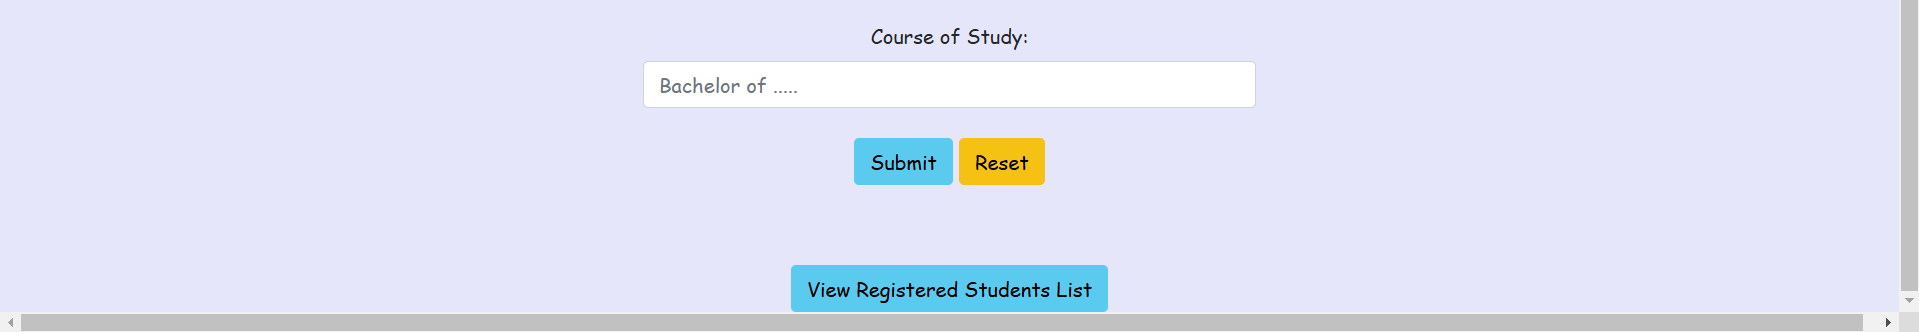 Course of Study:
Bachelor of .....
Submit Reset
View Registered Students List